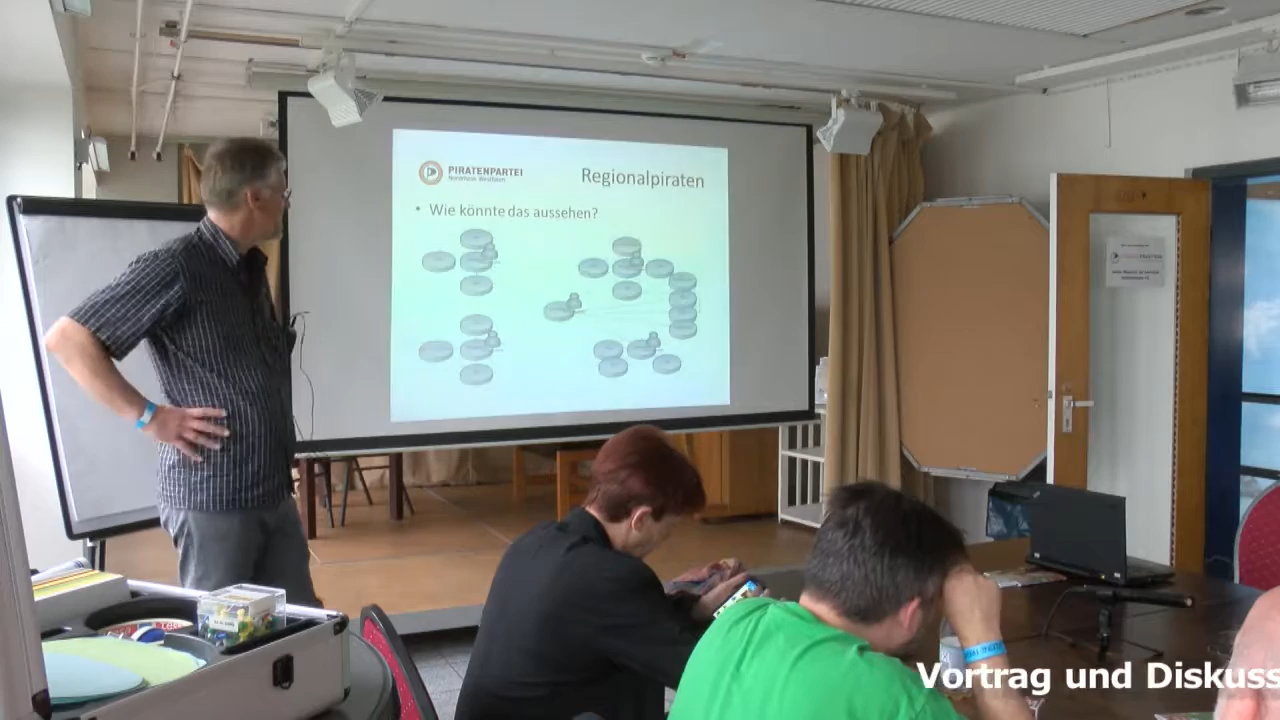 PIRATENPARTEI
Nordrhein Westfalen
Regionalpiraten
• Wie könnte das aussehen?
Vortrag und Diskuss